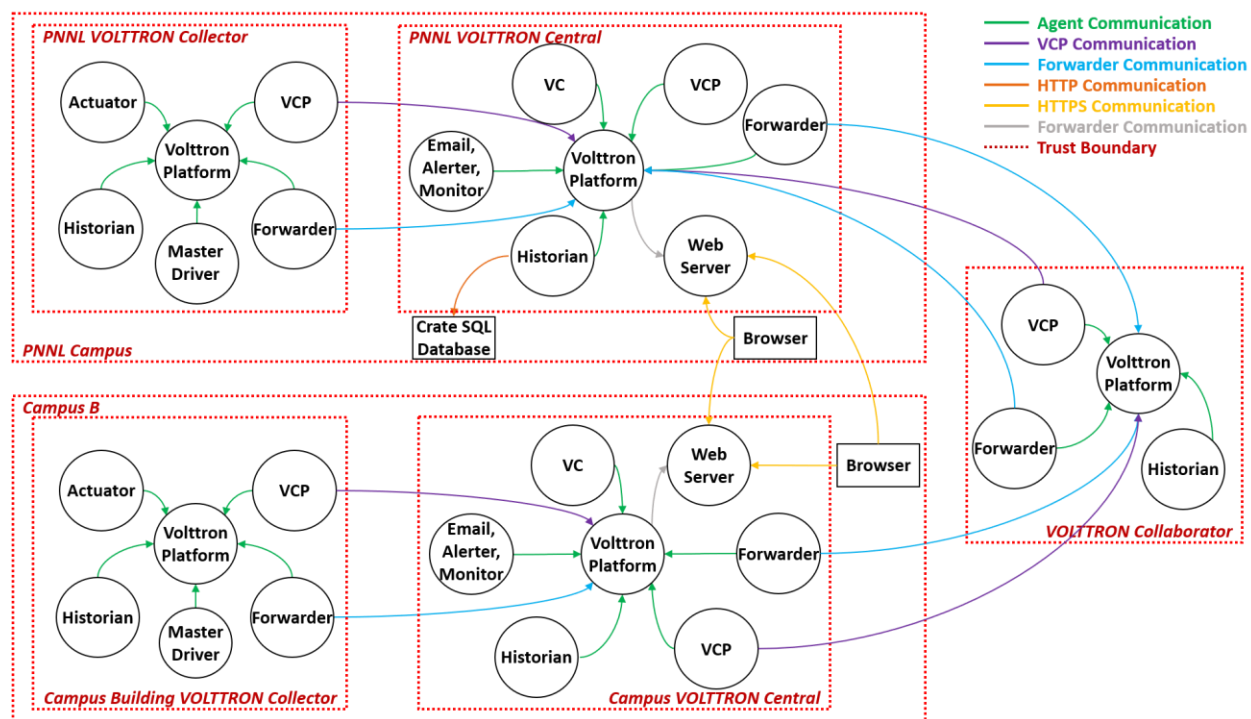 PNNL VOLTTRON Collector
Actuator
VCP
Volttron
Platform
Historian
Master
Driver
Forwarder
PNNL VOLTTRON Central
VC
VCP
Forwarder
Email,
Alerter,
Monitor
Volttron
Platform
Historian
Web
Server
Crate SQL
Database
Browser
PNNL Campus
Agent Communication
VCP Communication
Forwarder Communication
HTTP Communication
HTTPS Communication
Forwarder Communication
Trust Boundary
VCP
Volttron
Platform
Forwarder
Historian
VOLTTRON Collaborator
Campus B
Actuator
VCP
Volttron
Platform
Historian
Master
Driver
Forwarder
Campus Building VOLTTRON Collector
VC
Web
Server
Browser
Email,
Alerter,
Monitor
Volttron
Platform
Forwarder
Historian
VCP
Campus VOLTTRON Central